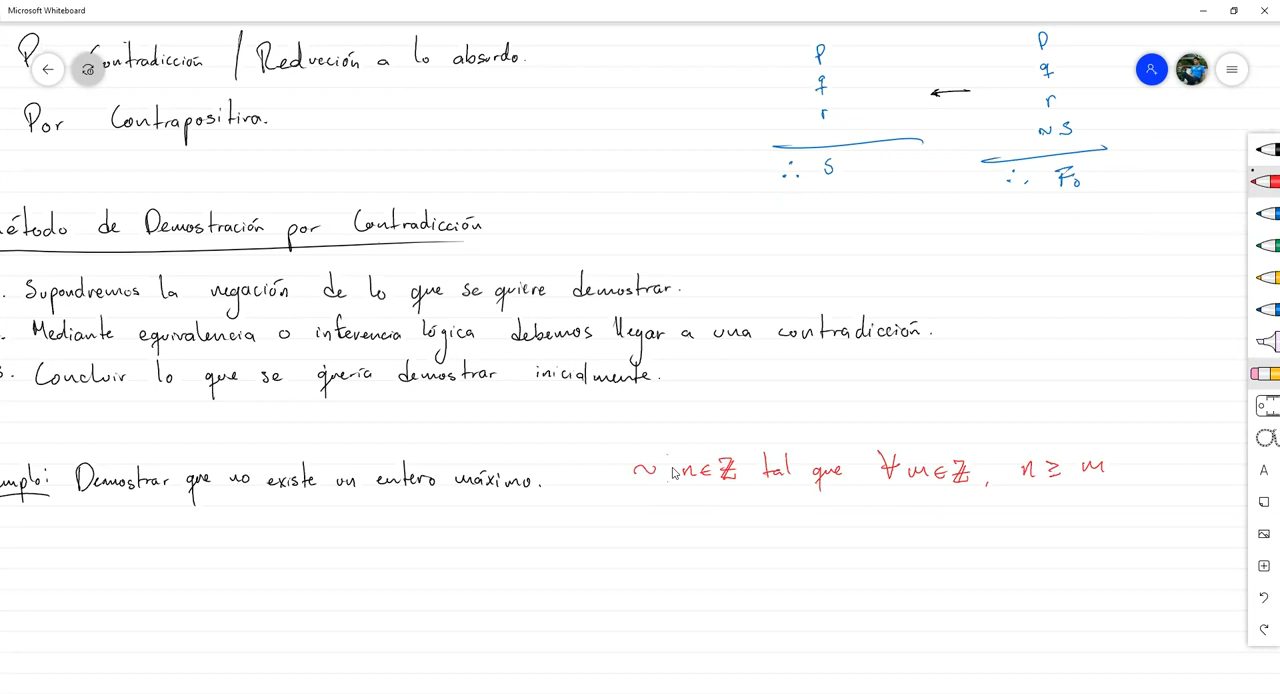 Microsoft Whiteboard
P Contradicción / Reducción a lo absurdo.
Por Contrapositiva.
p
q
r
∴ S
←
p
q
r
~ S
∴ F₀
étodo de Demostración por Contradicción
. Supondremos la negación de lo que se quiere demostrar.
. Mediante equivalencia o inferencia lógica debemos llegar a una contradicción.
3. Concluir lo que se quería demostrar inicialmente.
mplo: Demostrar que no existe un entero máximo.
~ n ∈ ℤ tal que ∀ m ∈ ℤ, n ≥ m
A